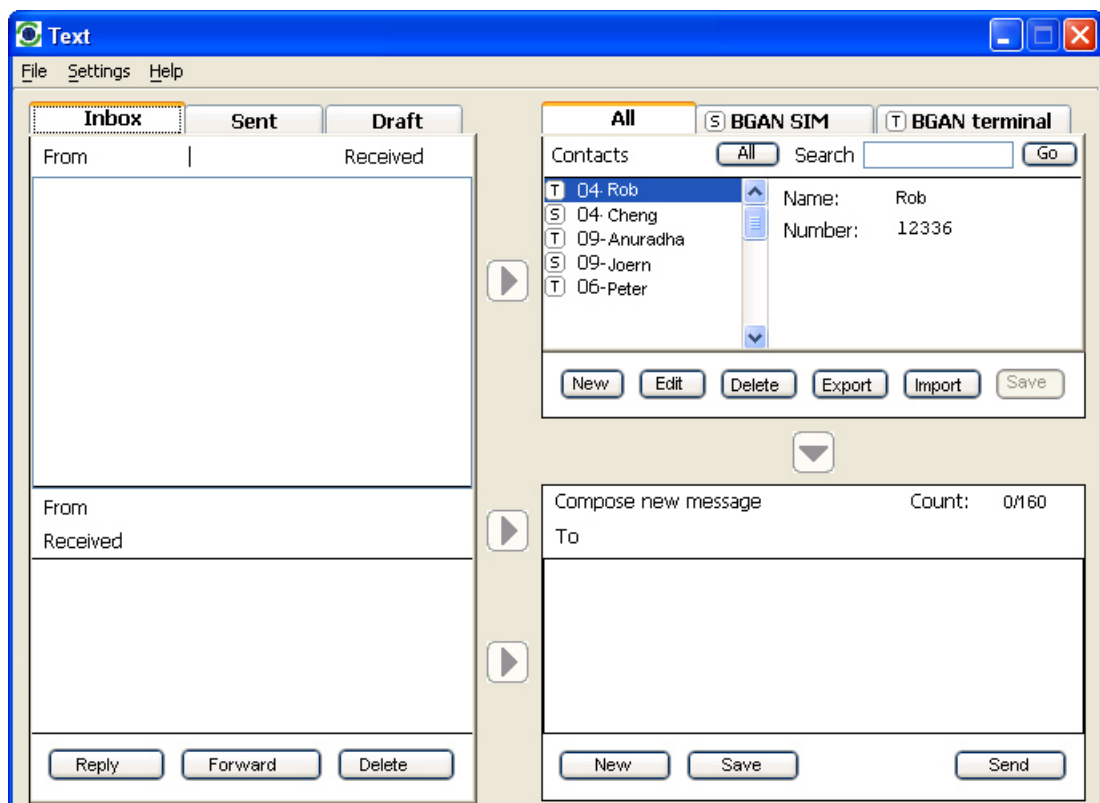 Text
File Settings Help
Inbox Sent Draft
From Received
From
Received
Reply Forward Delete
All S BGAN SIM T BGAN terminal
Contacts All Search Go
T 04- Rob
S 04- Cheng
T 09-Anuradha
S 09-Joern
T 06-Peter
Name: Rob
Number: 12336
New Edit Delete Export Import Save
Compose new message Count: 0/160
To
New Save Send